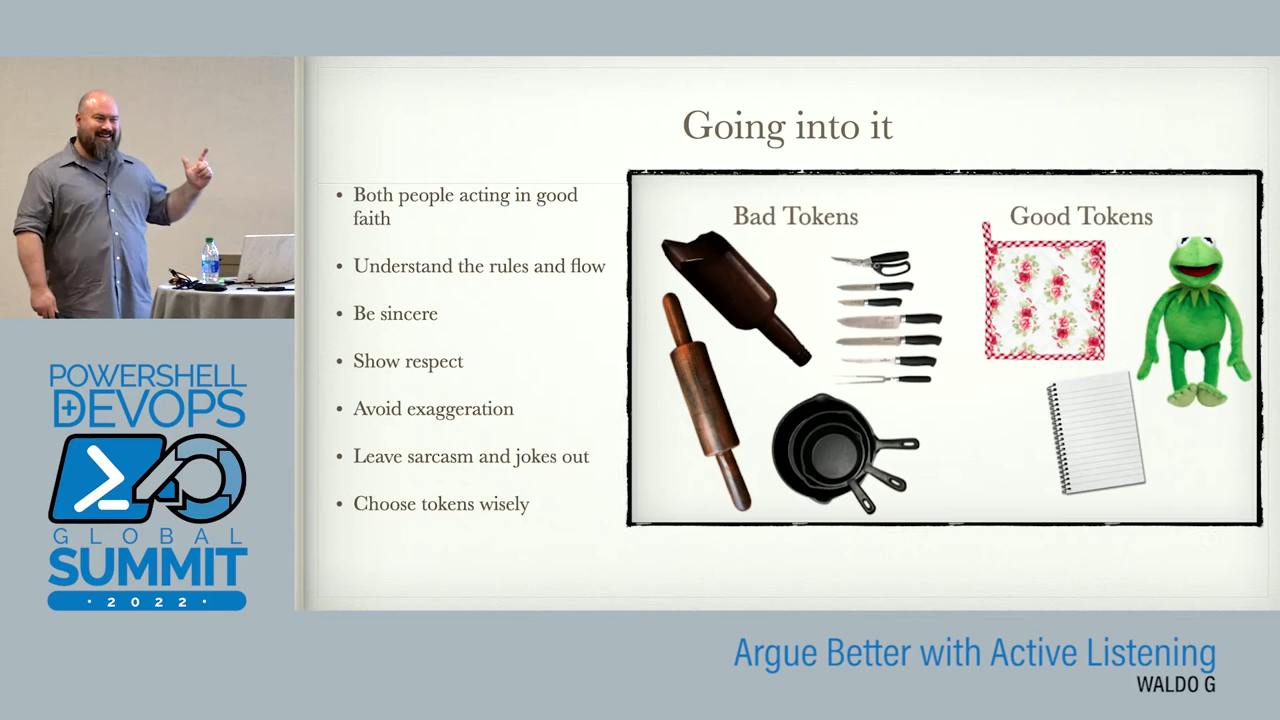 Going into it
• Both people acting in good
faith
• Understand the rules and flow
• Be sincere
• Show respect
• Avoid exaggeration
• Leave sarcasm and jokes out
• Choose tokens wisely
Bad Tokens
Good Tokens
POWERSHELL
+DEVOPS
GLOBAL
SUMMIT
· 2022 ·
Argue Better with Active Listening
WALDO G